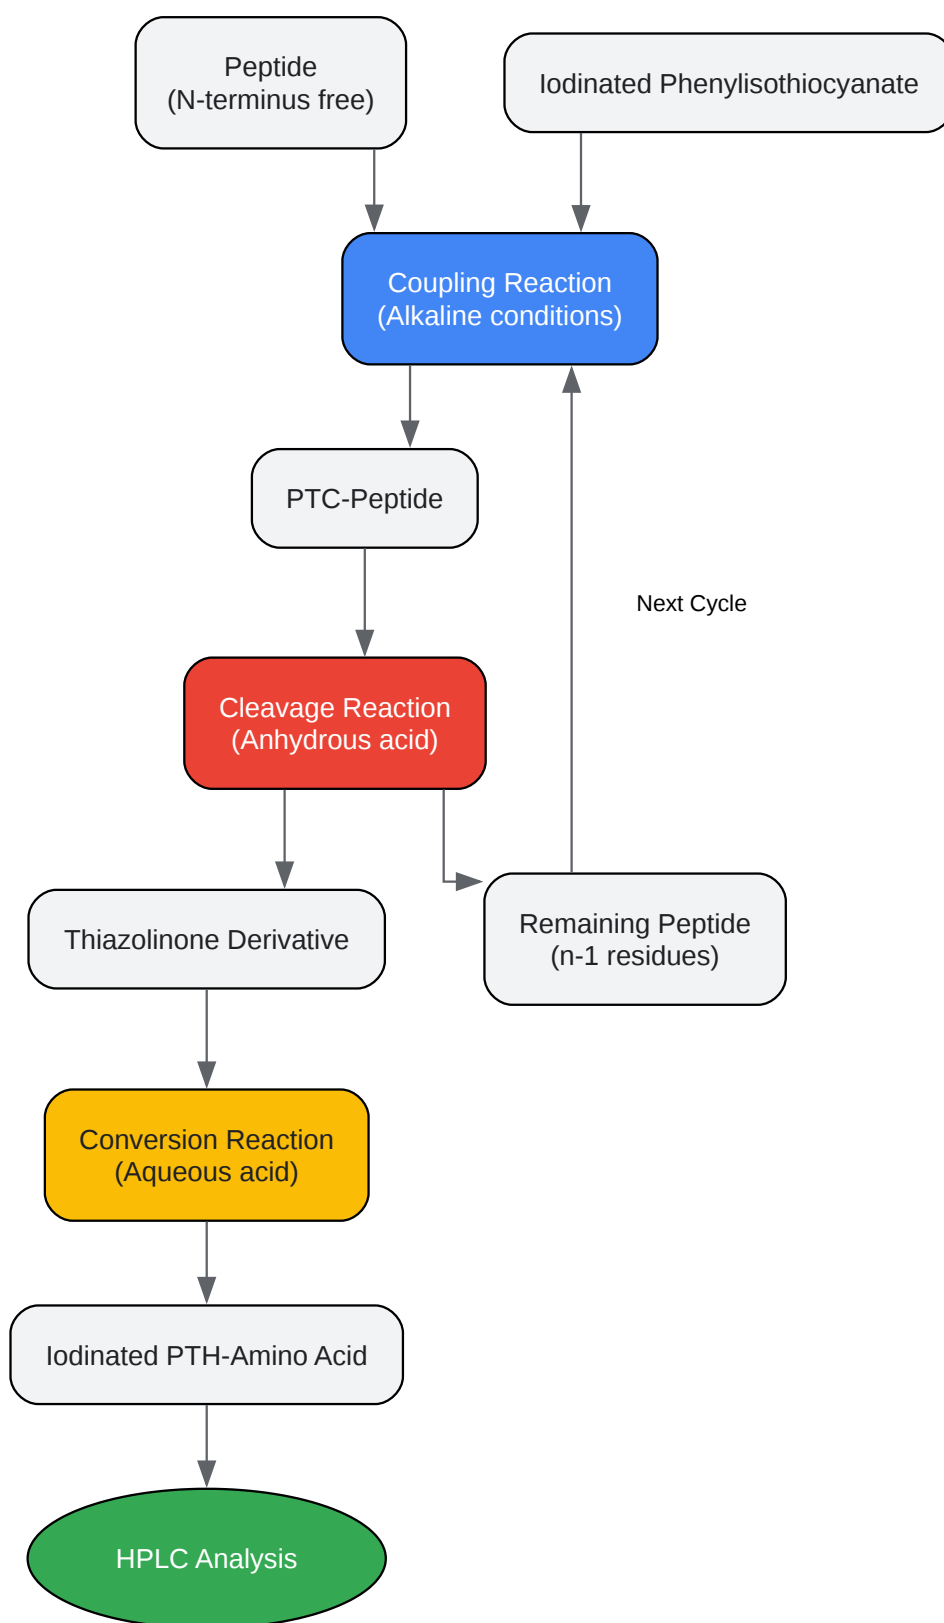 Peptide
(N-terminus free)
Iodinated Phenylisothiocyanate
Coupling Reaction
(Alkaline conditions)
PTC-Peptide
Next Cycle
Cleavage Reaction
(Anhydrous acid)
Thiazolinone Derivative
Remaining Peptide
(n-1 residues)
Conversion Reaction
(Aqueous acid)
Iodinated PTH-Amino Acid
HPLC Analysis